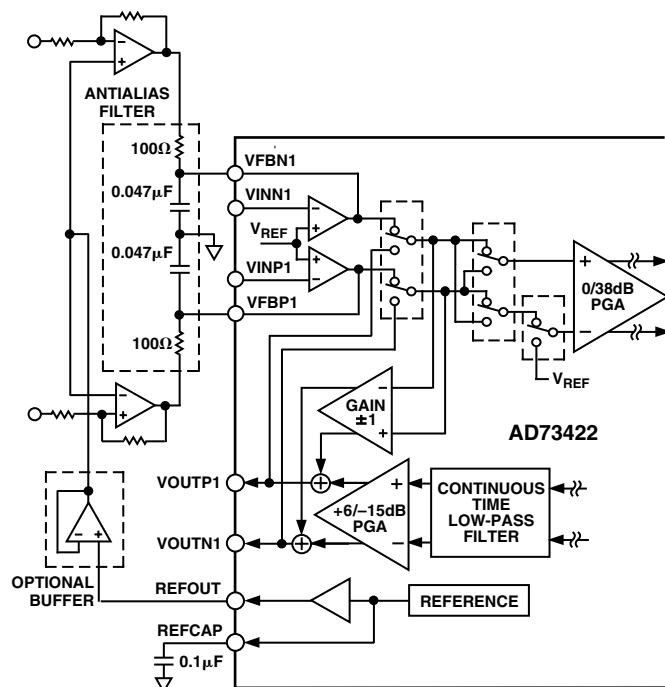 ANTIALIAS
FILTER
100Ω
0.047μF
0.047μF
100Ω
VFBN1
VINN1
VREF
VINP1
VFBP1
0/38dB
PGA
VREF
GAIN
±1
AD73422
VOUTP1
+6/–15dB
PGA
CONTINUOUS
TIME
LOW-PASS
FILTER
VOUTN1
OPTIONAL
BUFFER
REFOUT
REFERENCE
REFCAP
0.1μF